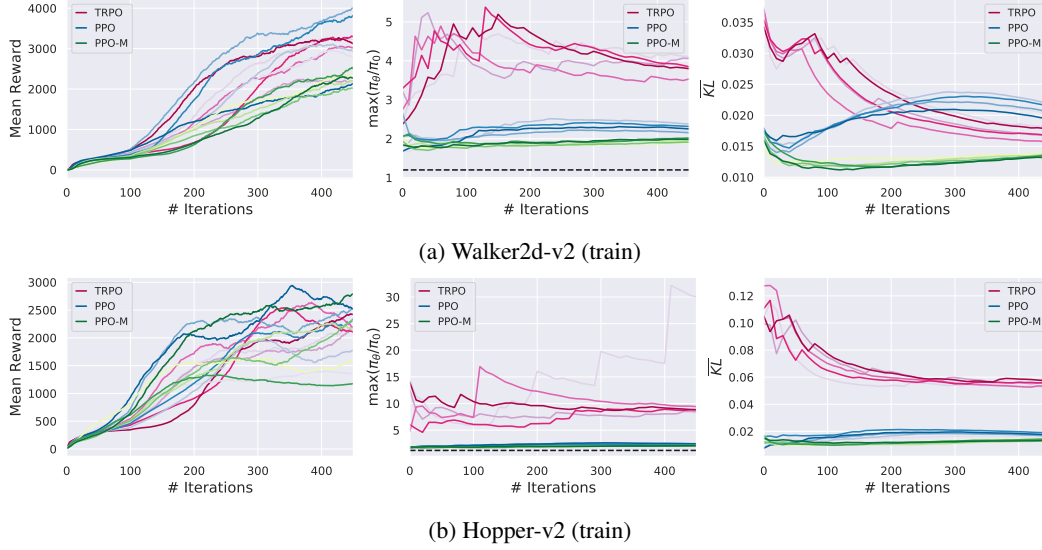 TRPO
PPO
PPO-M
Mean Reward
4000
3000
2000
1000
0
0 100 200 300 400
# Iterations
TRPO
PPO
PPO-M
max(πθ/π0)
5
4
3
2
1
0 100 200 300 400
# Iterations
TRPO
PPO
PPO-M
KL
0.035
0.030
0.025
0.020
0.015
0.010
0 100 200 300 400
# Iterations
(a) Walker2d-v2 (train)
TRPO
PPO
PPO-M
Mean Reward
3000
2500
2000
1500
1000
500
0
0 100 200 300 400
# Iterations
TRPO
PPO
PPO-M
max(πθ/π0)
30
25
20
15
10
5
0 100 200 300 400
# Iterations
TRPO
PPO
PPO-M
KL
0.12
0.10
0.08
0.06
0.04
0.02
0 100 200 300 400
# Iterations
(b) Hopper-v2 (train)